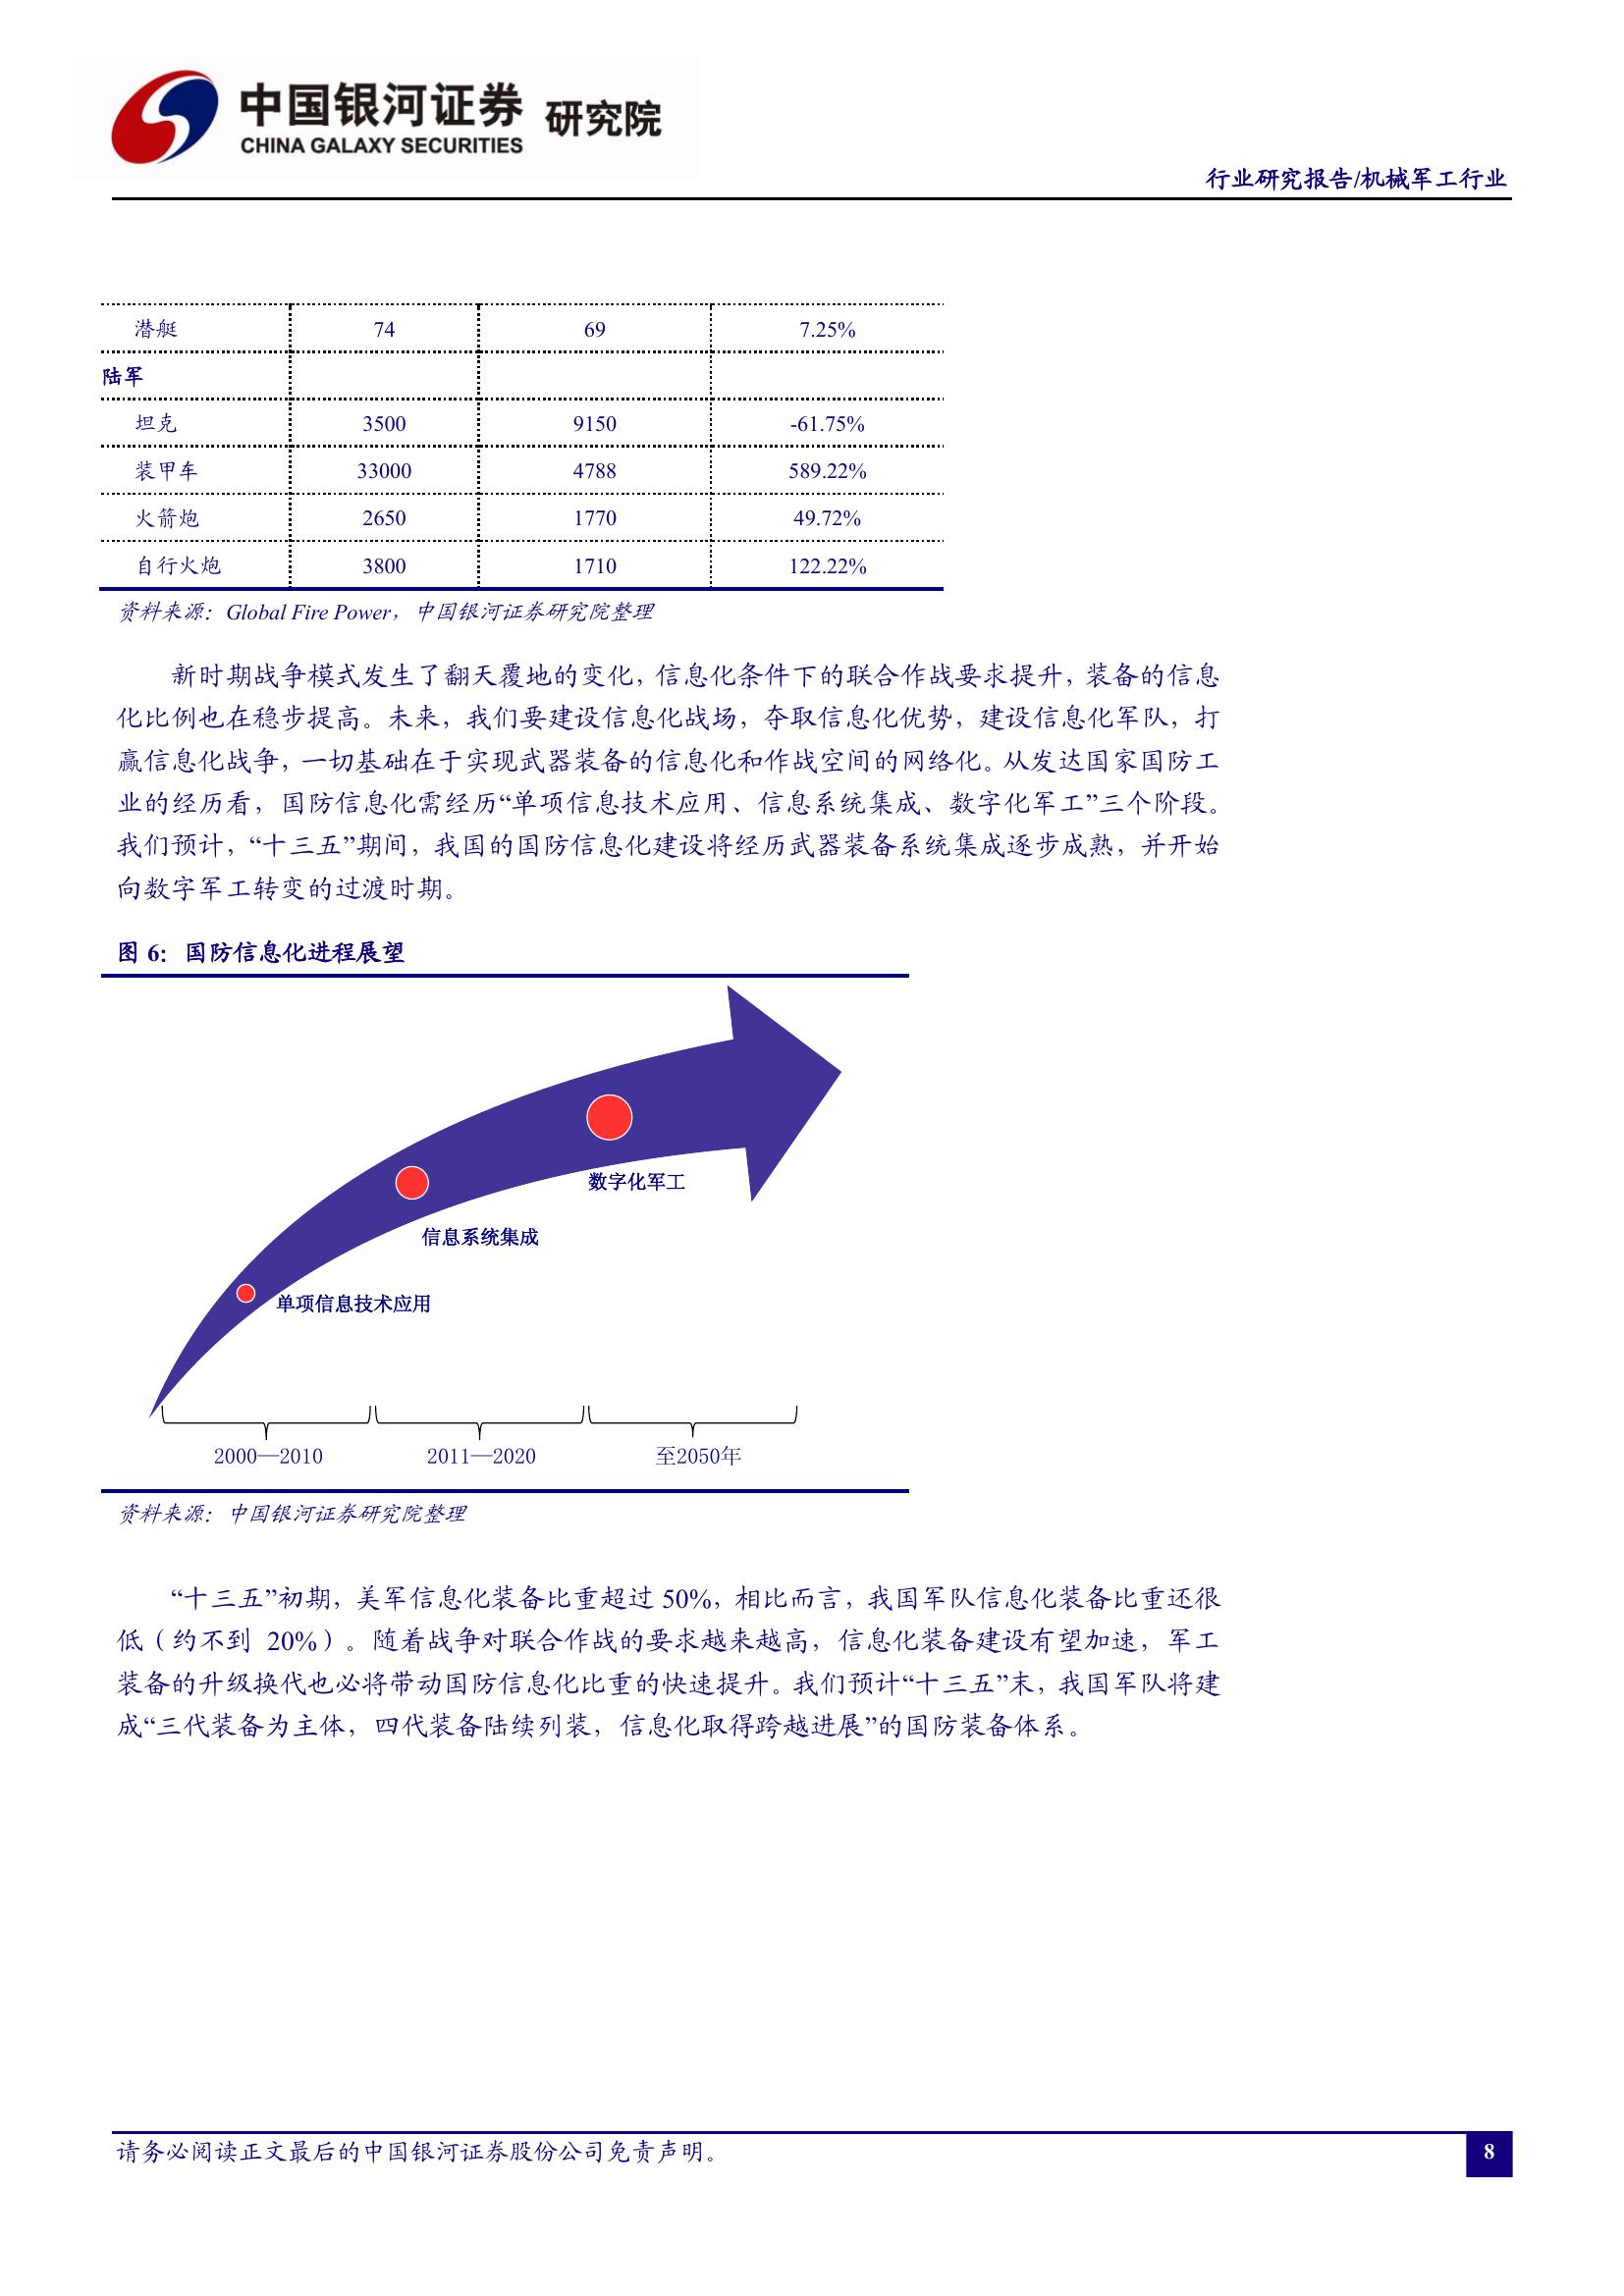 中国银河证券 研究院
CHINA GALAXY SECURITIES
行业研究报告/机械军工行业
潜艇 74 69 7.25%
陆军
坦克 3500 9150 -61.75%
装甲车 33000 4788 589.22%
火箭炮 2650 1770 49.72%
自行火炮 3800 1710 122.22%
资料来源：Global Fire Power，中国银河证券研究院整理
新时期战争模式发生了翻天覆地的变化，信息化条件下的联合作战要求提升，装备的信息
化比例也在稳步提高。未来，我们要建设信息化战场，夺取信息化优势，建设信息化军队，打
赢信息化战争，一切基础在于实现武器装备的信息化和作战空间的网络化。从发达国家国防工
业的经历看，国防信息化需经历“单项信息技术应用、信息系统集成、数字化军工”三个阶段。
我们预计，“十三五”期间，我国的国防信息化建设将经历武器装备系统集成逐步成熟，并开始
向数字军工转变的过渡时期。
图 6：国防信息化进程展望
数字化军工
信息系统集成
单项信息技术应用
2000—2010 2011—2020 至2050年
资料来源：中国银河证券研究院整理
“十三五”初期，美军信息化装备比重超过 50%，相比而言，我国军队信息化装备比重还很
低（约不到 20%）。随着战争对联合作战的要求越来越高，信息化装备建设有望加速，军工
装备的升级换代也必将带动国防信息化比重的快速提升。我们预计“十三五”末，我国军队将建
成“三代装备为主体，四代装备陆续列装，信息化取得跨越进展”的国防装备体系。
请务必阅读正文最后的中国银河证券股份公司免责声明。
8